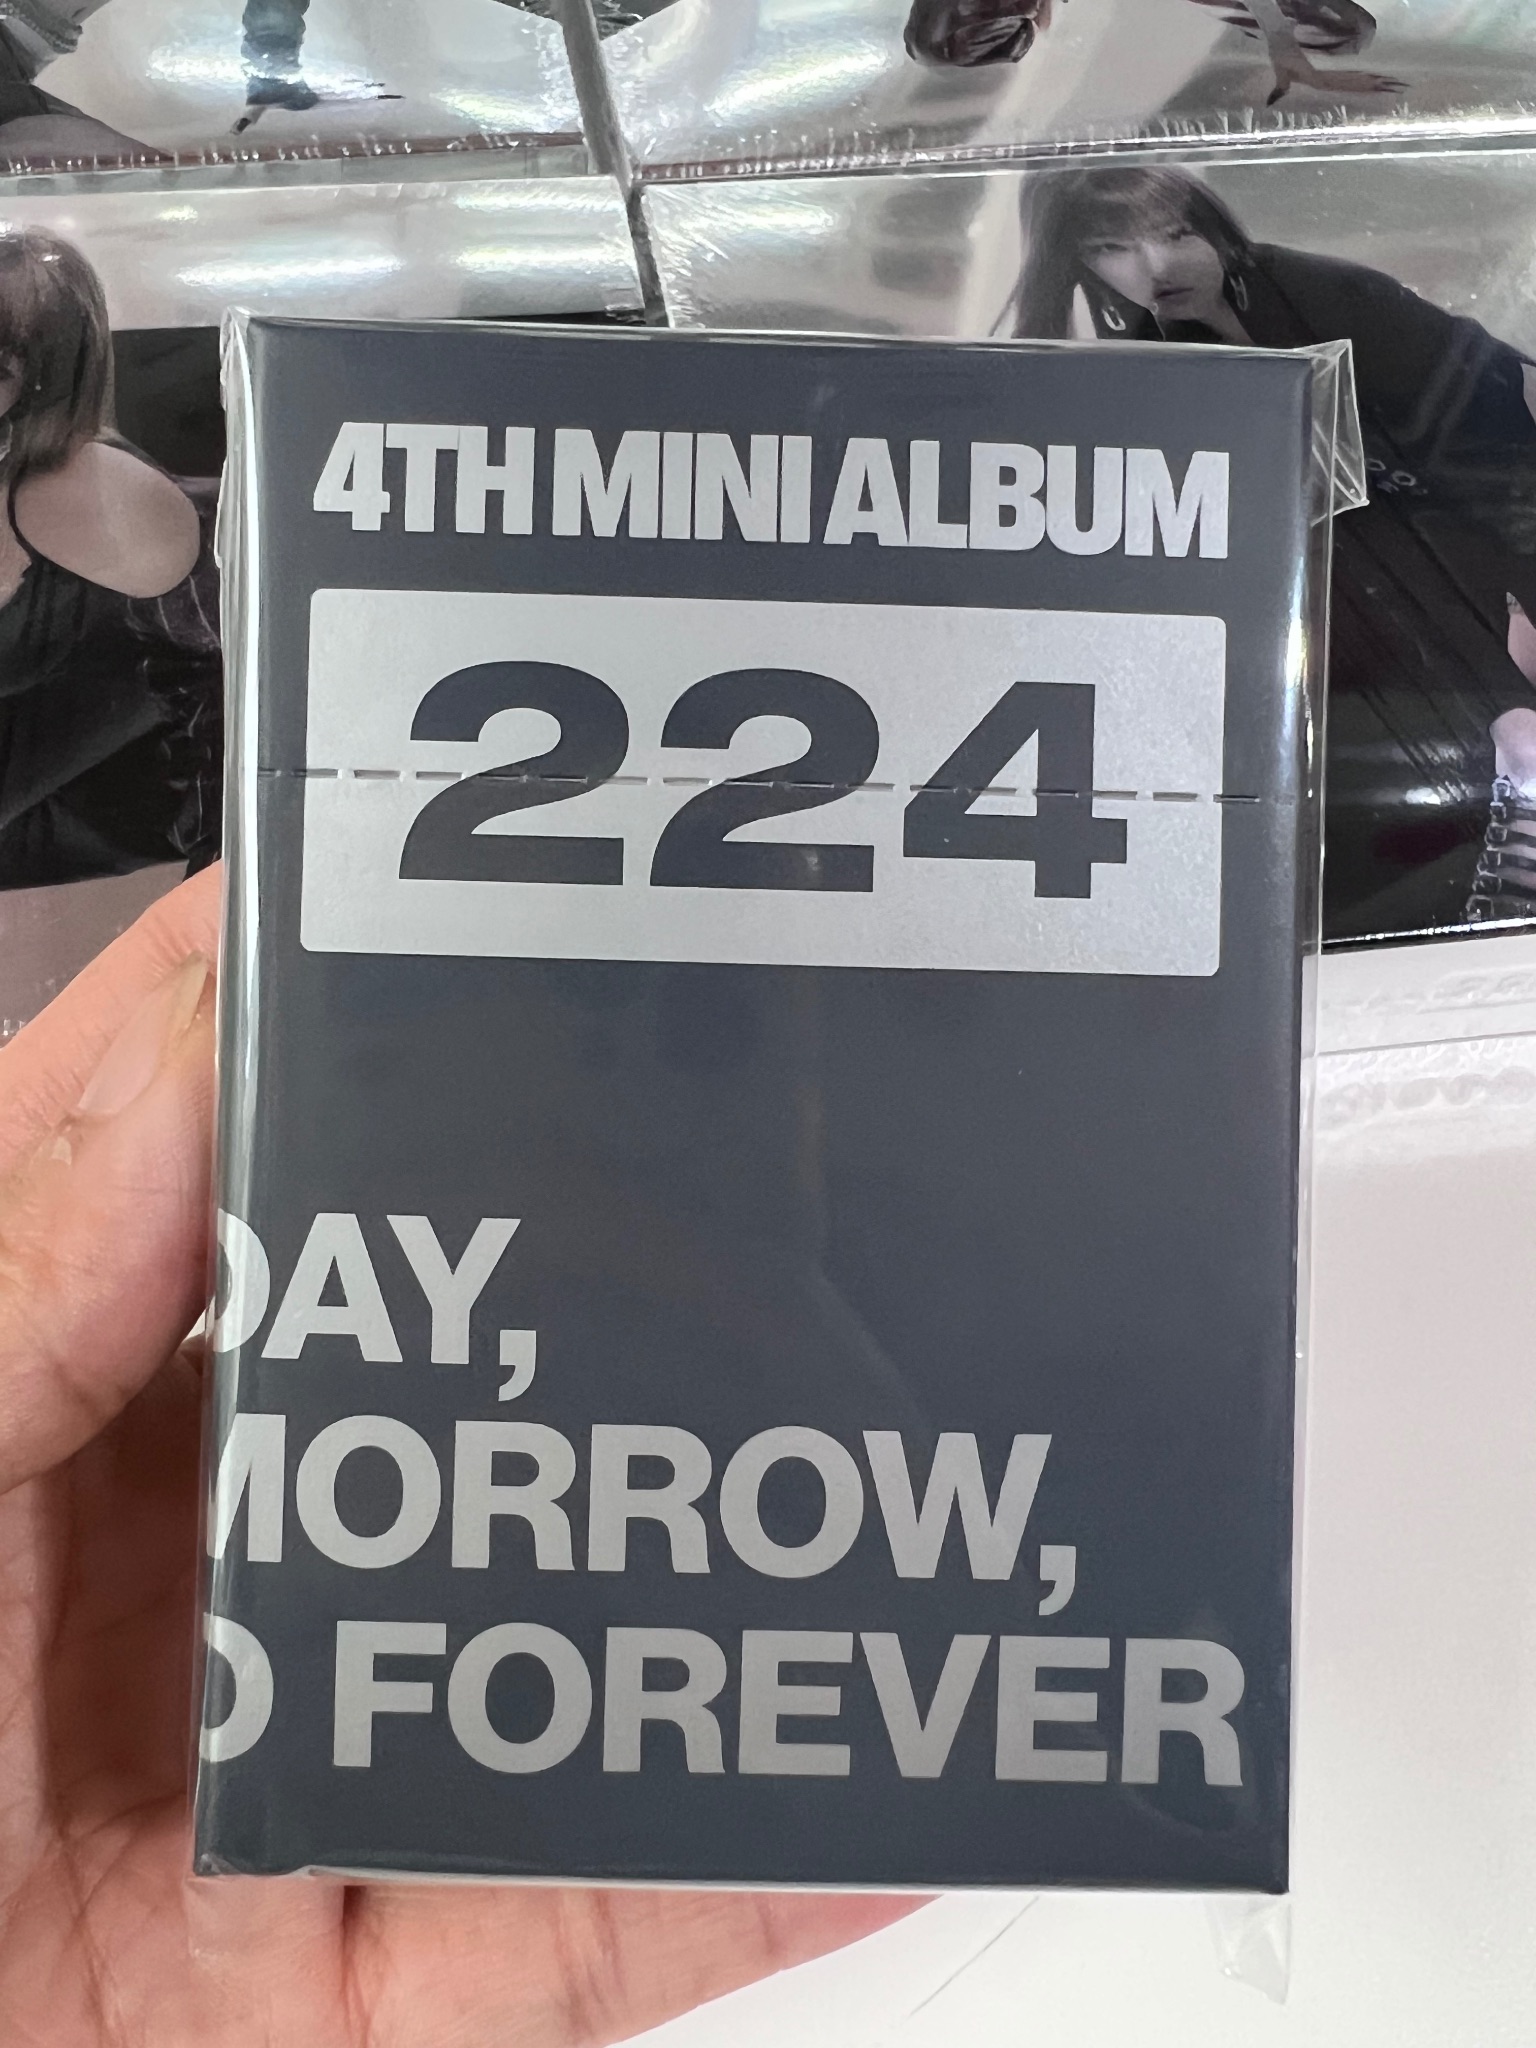 4TH MINI ALBUM
224
DAY,
MORROW,
D FOREVER